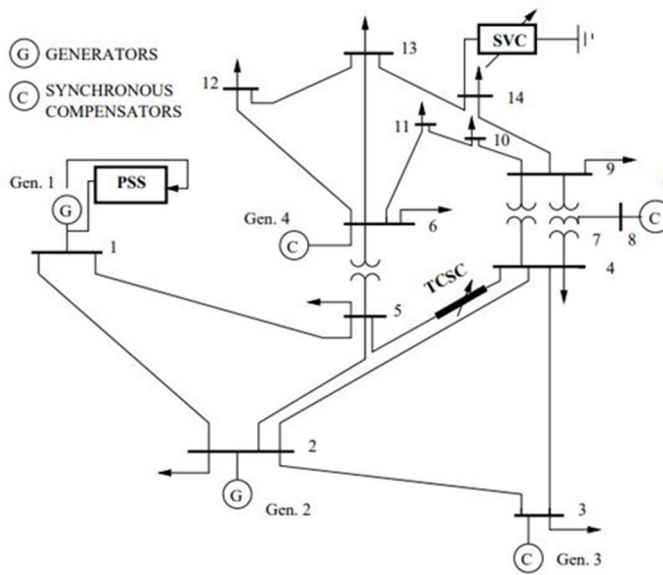 G GENERATORS
C SYNCHRONOUS
COMPENSATORS
13
SVC
12
14
11
10
Gen. 1
PSS
G
9
C
Gen. 4
C
6
7
8
1
4
TCSC
5
2
G
Gen. 2
3
C
Gen. 3